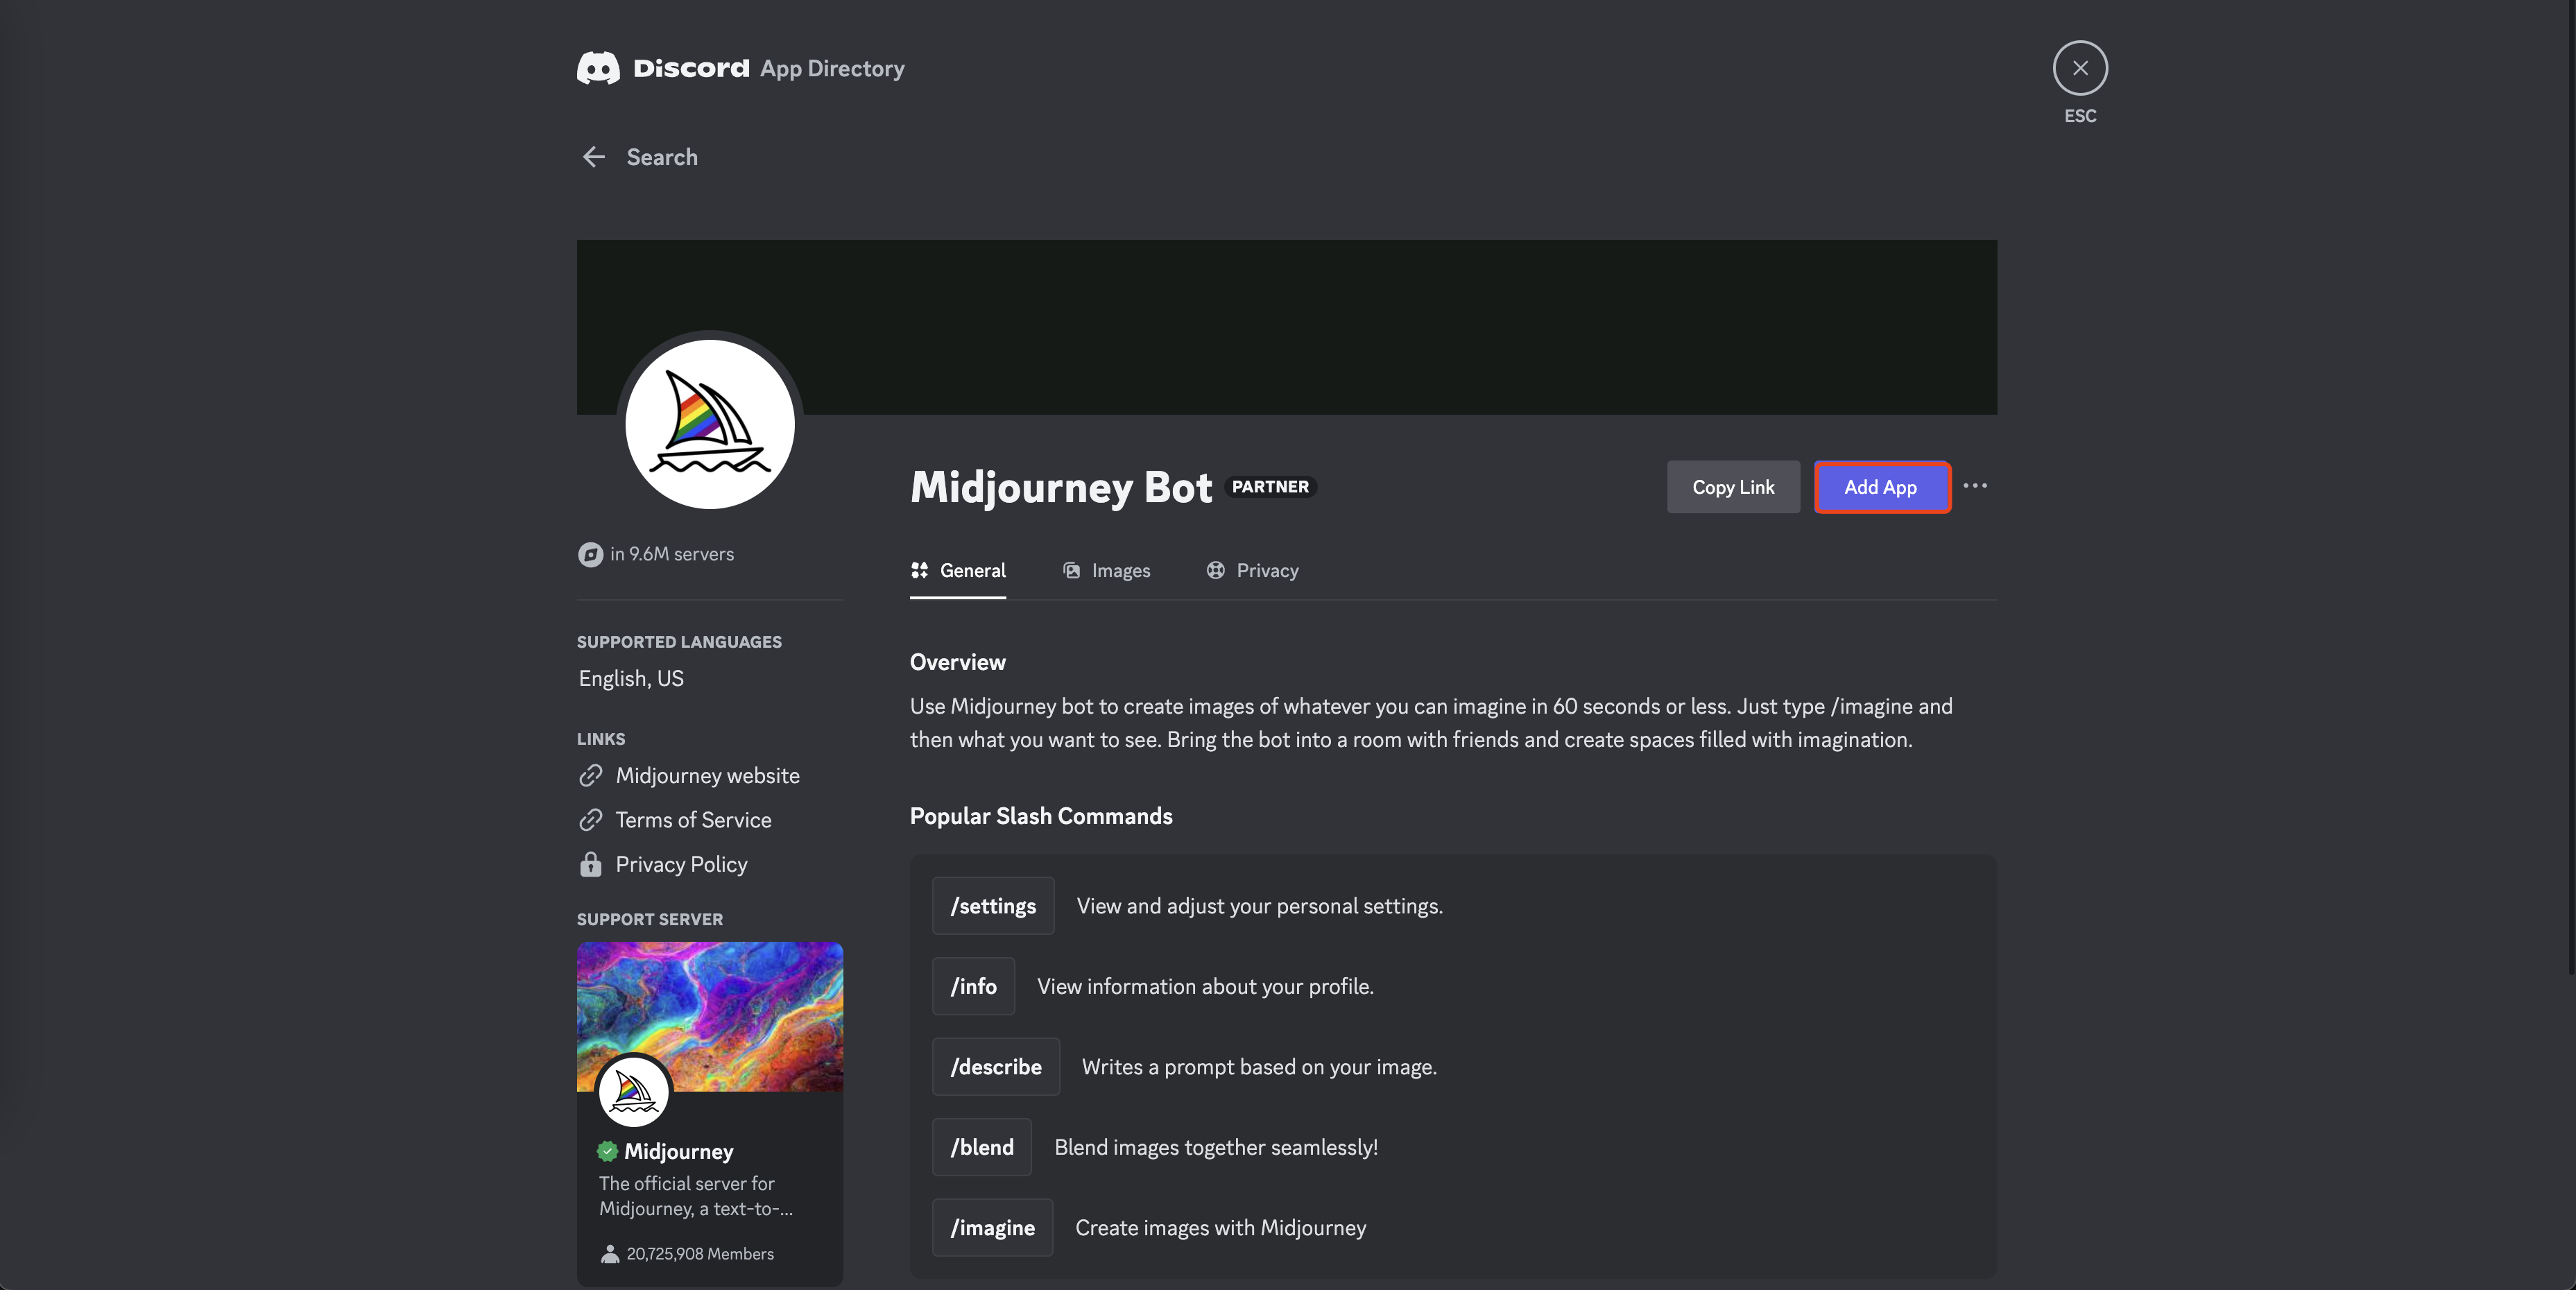 Discord App Directory
ESC
Search
Midjourney Bot PARTNER
Copy Link
Add App
in 9.6M servers
General
Images
Privacy
SUPPORTED LANGUAGES
English, US
LINKS
Midjourney website
Terms of Service
Privacy Policy
SUPPORT SERVER
Midjourney
The official server for
Midjourney, a text-to-...
20,725,908 Members
Overview
Use Midjourney bot to create images of whatever you can imagine in 60 seconds or less. Just type /imagine and
then what you want to see. Bring the bot into a room with friends and create spaces filled with imagination.
Popular Slash Commands
/settings View and adjust your personal settings.
/info View information about your profile.
/describe Writes a prompt based on your image.
/blend Blend images together seamlessly!
/imagine Create images with Midjourney